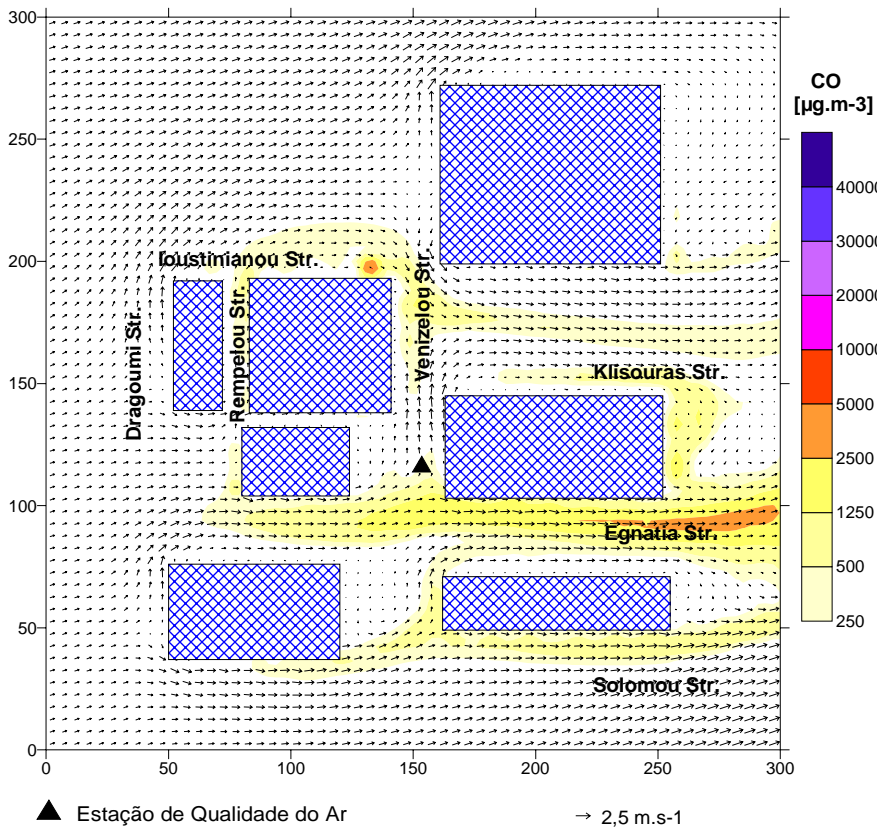 300
250
200
150
100
50
0
0 50 100 150 200 250 300
Ioustinianou Str.
Dragoumi Str.
Rempelou Str.
Venizelou Str.
Klisouras Str.
Egnatia Str.
Solomou Str.
CO
[µg.m-3]
40000
30000
20000
10000
5000
2500
1250
500
250
Estação de Qualidade do Ar
2,5 m.s-1